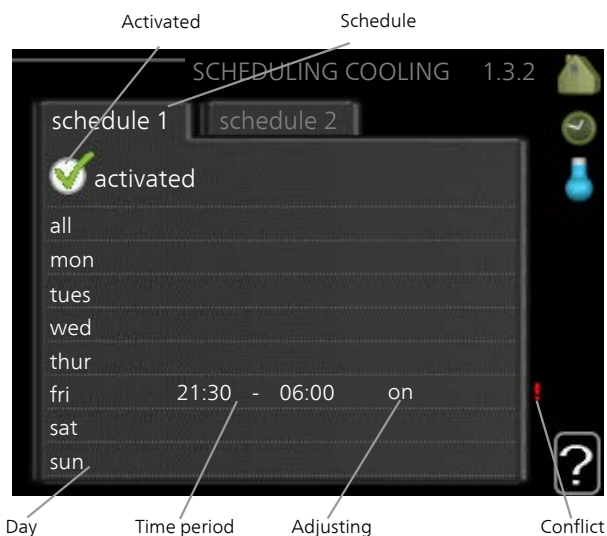 Activated Schedule
SCHEDULING COOLING 1.3.2
schedule 1 schedule 2
activated
all
mon
tues
wed
thur
fri 21:30 - 06:00 on !
sat
sun
?
Day Time period Adjusting Conflict